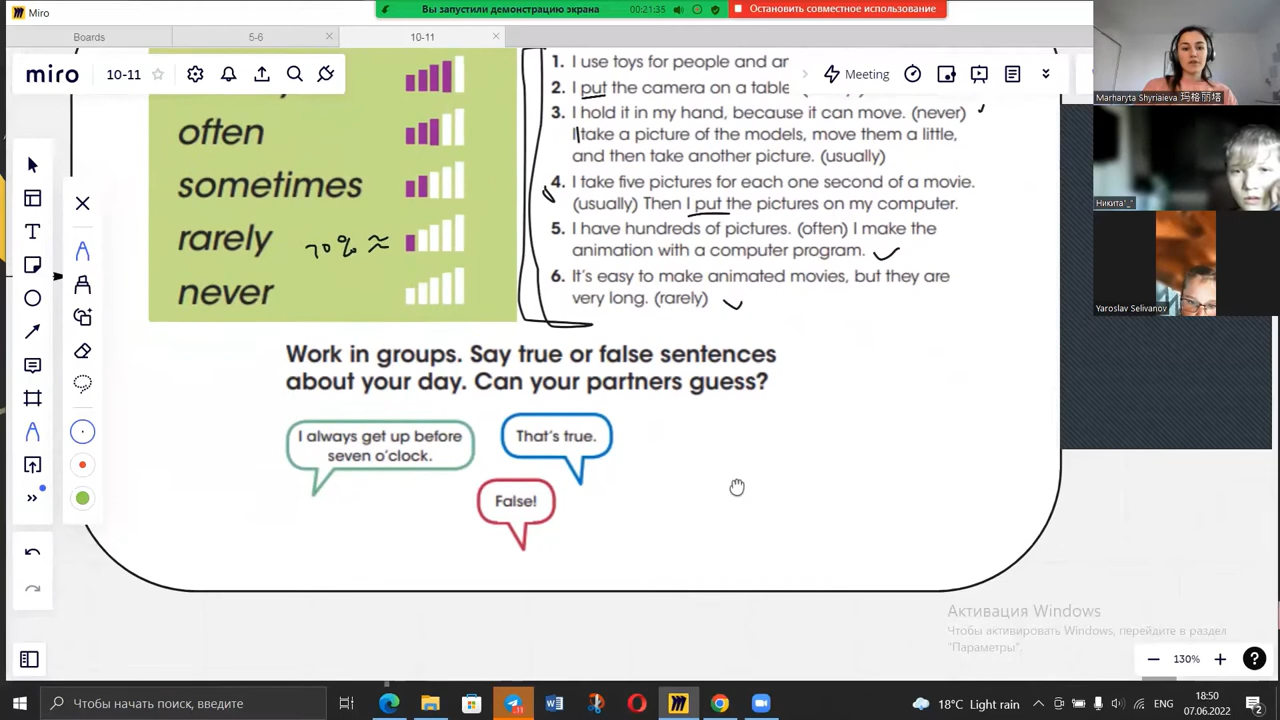 Miro
Вы запустили демонстрацию экрана
00:21:35
Остановить совместное использование
Boards
5-6
10-11
miro
10-11
Meeting
Marharyta Shyriaieva 玛格丽塔
Никита'_'
Yaroslav Selivanov
often
sometimes
rarely
never
1. I use toys for people and
2. I put the camera on a table
3. I hold it in my hand, because it can move. (never)
I take a picture of the models, move them a little,
and then take another picture. (usually)
4. I take five pictures for each one second of a movie.
(usually) Then I put the pictures on my computer.
5. I have hundreds of pictures. (often) I make the
animation with a computer program.
6. It's easy to make animated movies, but they are
very long. (rarely)
Work in groups. Say true or false sentences
about your day. Can your partners guess?
I always get up before
seven o'clock.
That's true.
False!
Активация Windows
Чтобы активировать Windows, перейдите в раздел
"Параметры".
130%
Чтобы начать поиск, введите здесь запрос
18°C Light rain
ENG
18:50
07.06.2022